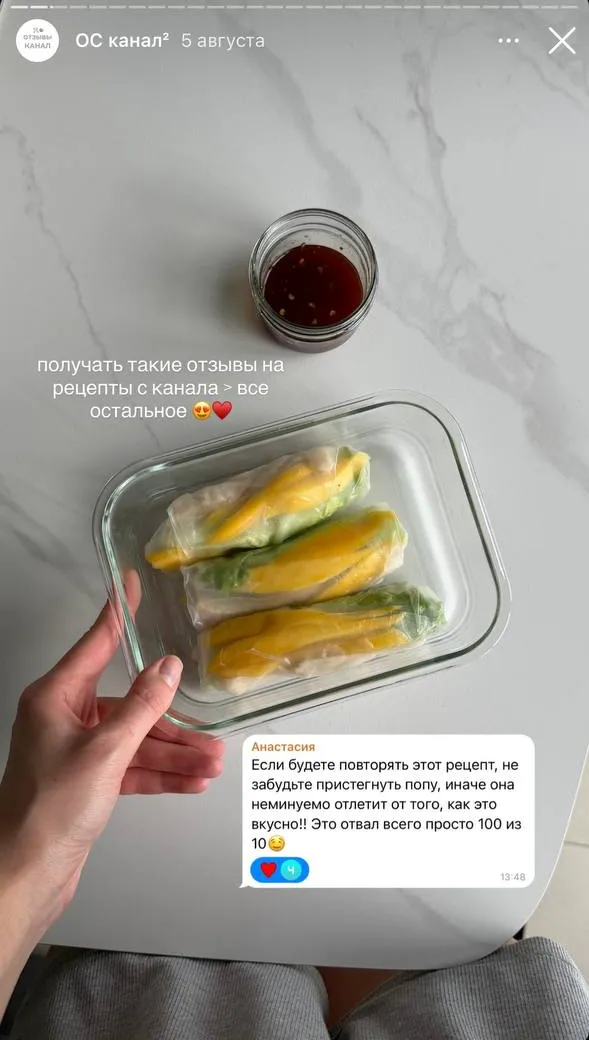 ОТЗЫВЫ
КАНАЛ
ОС канал² 5 августа
получать такие отзывы на
рецепты с канала > все
остальное 😍♥️
Анастасия
Если будете повторять этот рецепт, не
забудьте пристегнуть попу, иначе она
неминуемо отлетит от того, как это
вкусно!! Это отвал всего просто 100 из
10☺️
❤️ Ч
13:48